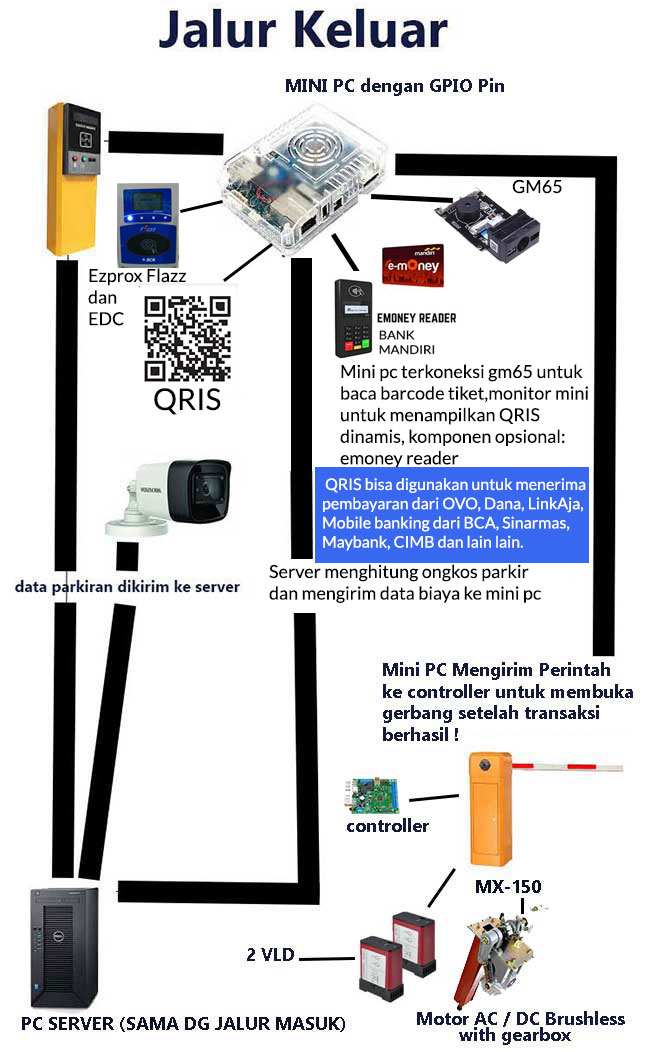 Jalur Keluar
MINI PC dengan GPIO Pin
GM65
Flazz
BCA
Ezprox Flazz
dan
EDC
mandiri
e-money
EMONEY READER
BANK
MANDIRI
QRIS
Mini pc terkoneksi gm65 untuk
baca barcode tiket,monitor mini
untuk menampilkan QRIS
dinamis, komponen opsional:
emoney reader
QRIS bisa digunakan untuk menerima
pembayaran dari OVO, Dana, LinkAja,
Mobile banking dari BCA, Sinarmas,
Maybank, CIMB dan lain lain.
data parkiran dikirim ke server
Server menghitung ongkos parkir
dan mengirim data biaya ke mini pc
Mini PC Mengirim Perintah
ke controller untuk membuka
gerbang setelah transaksi
berhasil !
controller
MX-150
2 VLD
DELL
PC SERVER (SAMA DG JALUR MASUK)
Motor AC / DC Brushless
with gearbox